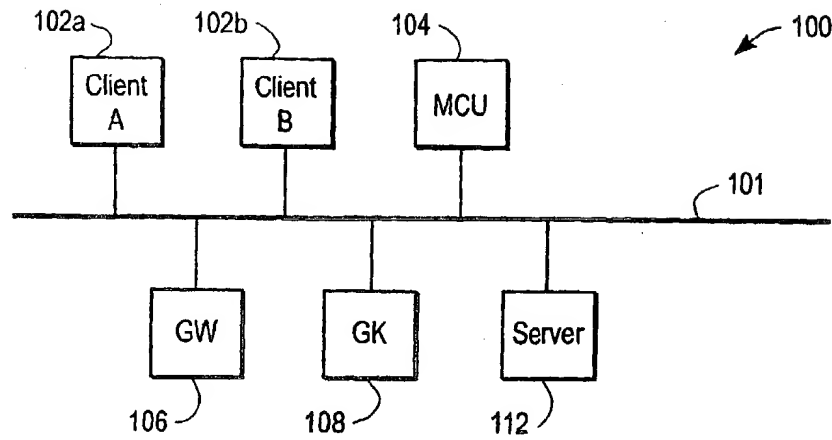 102a
102b
104
100
Client
A
Client
B
MCU
101
GW
GK
Server
106
108
112